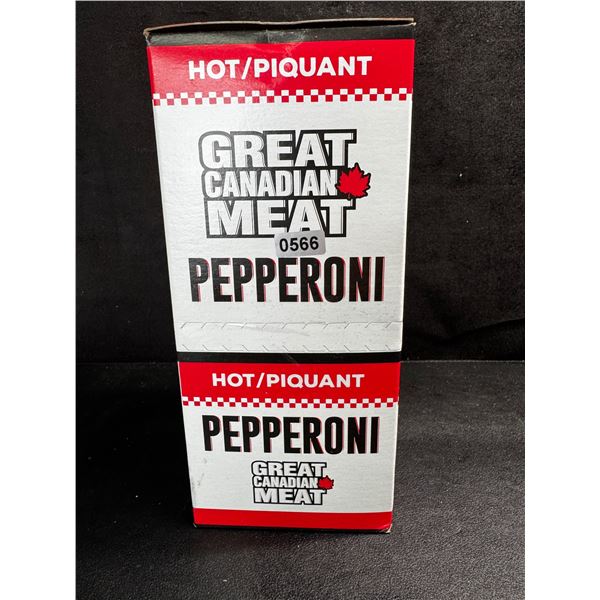 HOT/PIQUANT
GREAT
CANADIAN
MEAT
0566
PEPPERONI
HOT/PIQUANT
PEPPERONI
GREAT
CANADIAN
MEAT